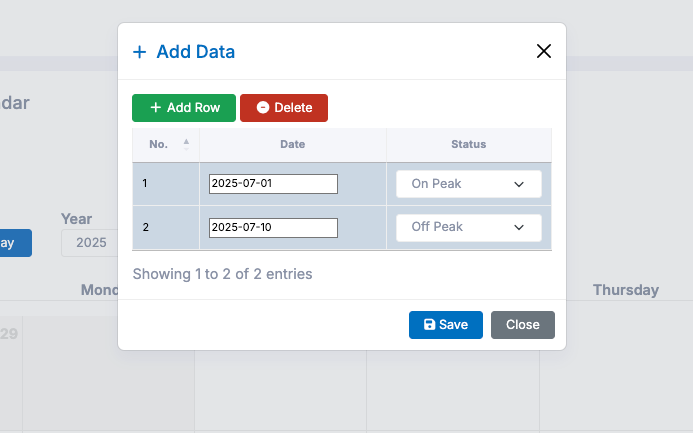 + Add Data
+ Add Row
Delete
No. Date Status
1 2025-07-01 On Peak
2 2025-07-10 Off Peak
Showing 1 to 2 of 2 entries
Save Close
dar
Year
ay 2025
Mond
Thursday
29